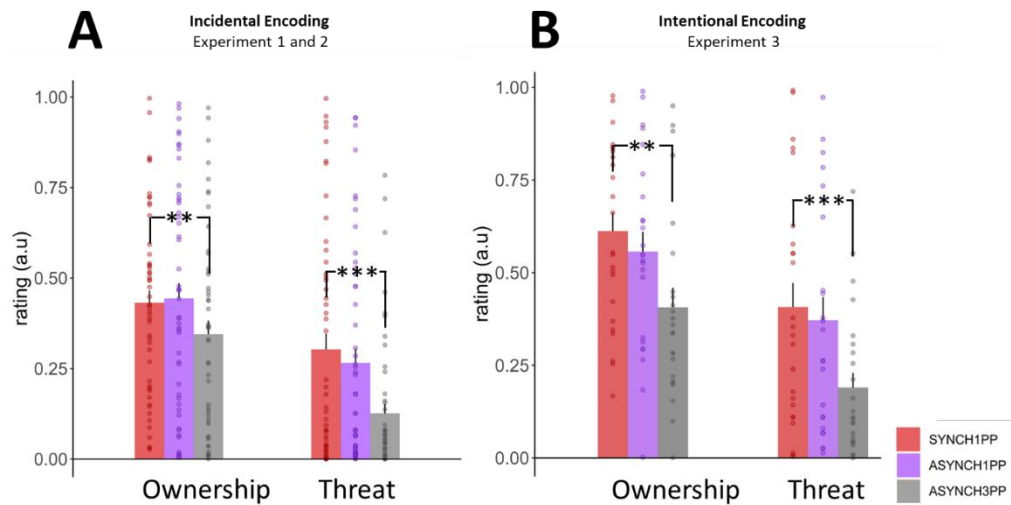 A
Incidental Encoding
Experiment 1 and 2
rating (a.u)
1.00
0.75
0.50
0.25
0.00
**
***
Ownership
Threat
B
Intentional Encoding
Experiment 3
rating (a.u)
1.00
0.75
0.50
0.25
0.00
**
***
Ownership
Threat
SYNCH1PP
ASYNCH1PP
ASYNCH3PP